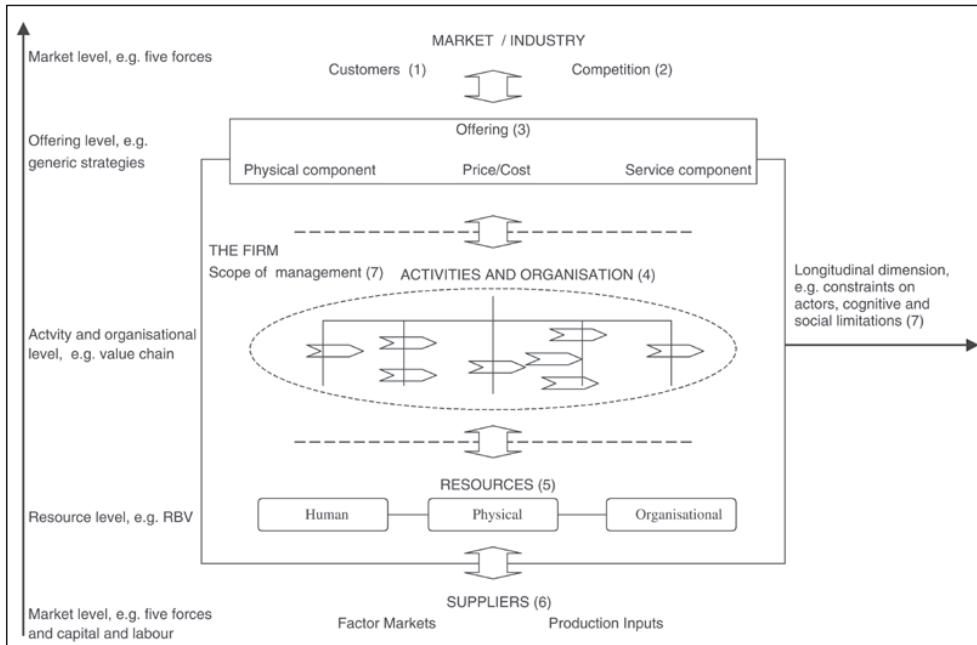 MARKET / INDUSTRY
Market level, e.g. five forces
Customers (1)
Competition (2)
Offering level, e.g.
generic strategies
Offering (3)
Physical component
Price/Cost
Service component
THE FIRM
Scope of management (7)
ACTIVITIES AND ORGANISATION (4)
Longitudinal dimension,
e.g. constraints on
actors, cognitive and
social limitations (7)
Actvity and organisational
level, e.g. value chain
RESOURCES (5)
Resource level, e.g. RBV
Human
Physical
Organisational
SUPPLIERS (6)
Market level, e.g. five forces
and capital and labour
Factor Markets
Production Inputs